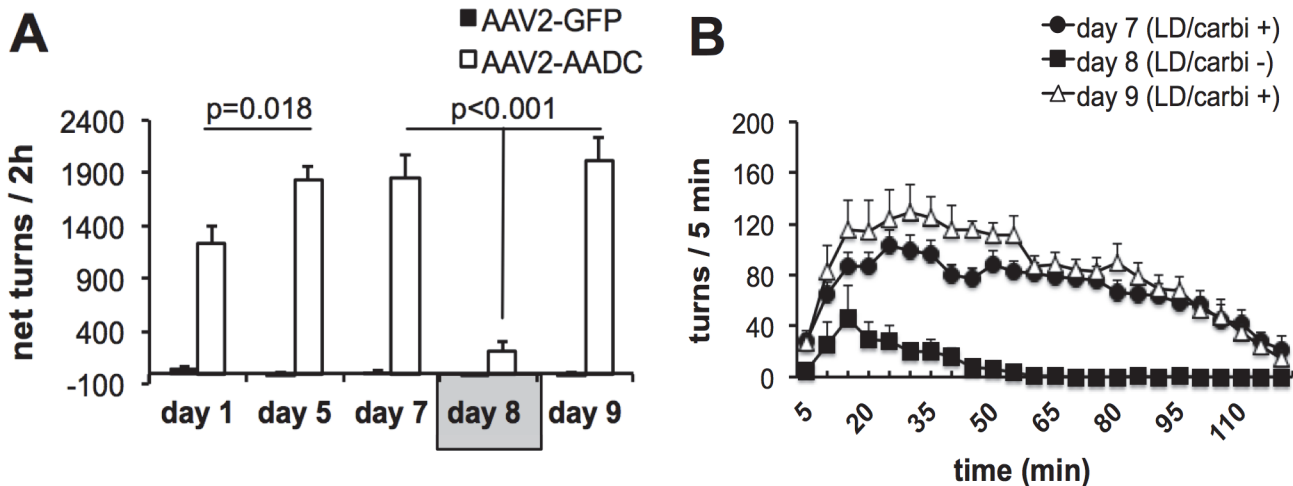 A
AAV2-GFP
AAV2-AADC
p=0.018
p<0.001
2400
1900
1400
900
400
-100
net turns / 2h
day 1
day 5
day 7
day 8
day 9
B
day 7 (LD/carbi +)
day 8 (LD/carbi -)
day 9 (LD/carbi +)
200
160
120
80
40
0
turns / 5 min
5
20
35
50
65
80
95
110
time (min)